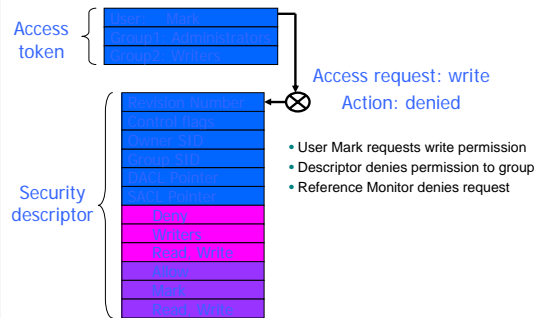 Access
token
User: Mark
Group1: Administrators
Group2: Writers
Access request: write
Action: denied
• User Mark requests write permission
• Descriptor denies permission to group
• Reference Monitor denies request
Security
descriptor
Revision Number
Control flags
Owner SID
Group SID
DACL Pointer
SACL Pointer
Deny
Writers
Read, Write
Allow
Mark
Read, Write